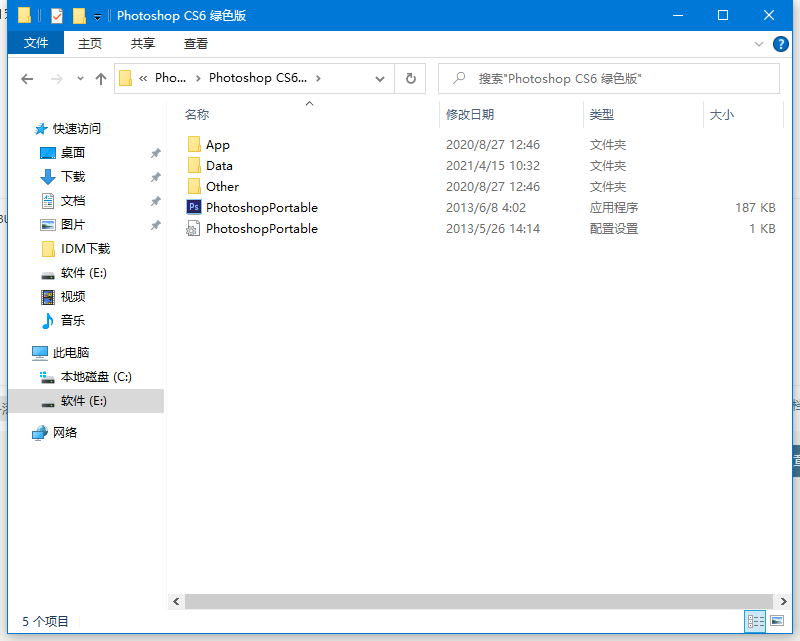 Photoshop CS6 绿色版
文件 主页 共享 查看
« Pho... › Photoshop CS6... ›
搜索"Photoshop CS6 绿色版"
名称 修改日期 类型 大小
快速访问
桌面
下载
文档
图片
IDM下载
软件 (E:)
视频
音乐
此电脑
本地磁盘 (C:)
软件 (E:)
网络
App 2020/8/27 12:46 文件夹
Data 2021/4/15 10:32 文件夹
Other 2020/8/27 12:46 文件夹
PhotoshopPortable 2013/6/8 4:02 应用程序 187 KB
PhotoshopPortable 2013/5/26 14:14 配置设置 1 KB
5 个项目